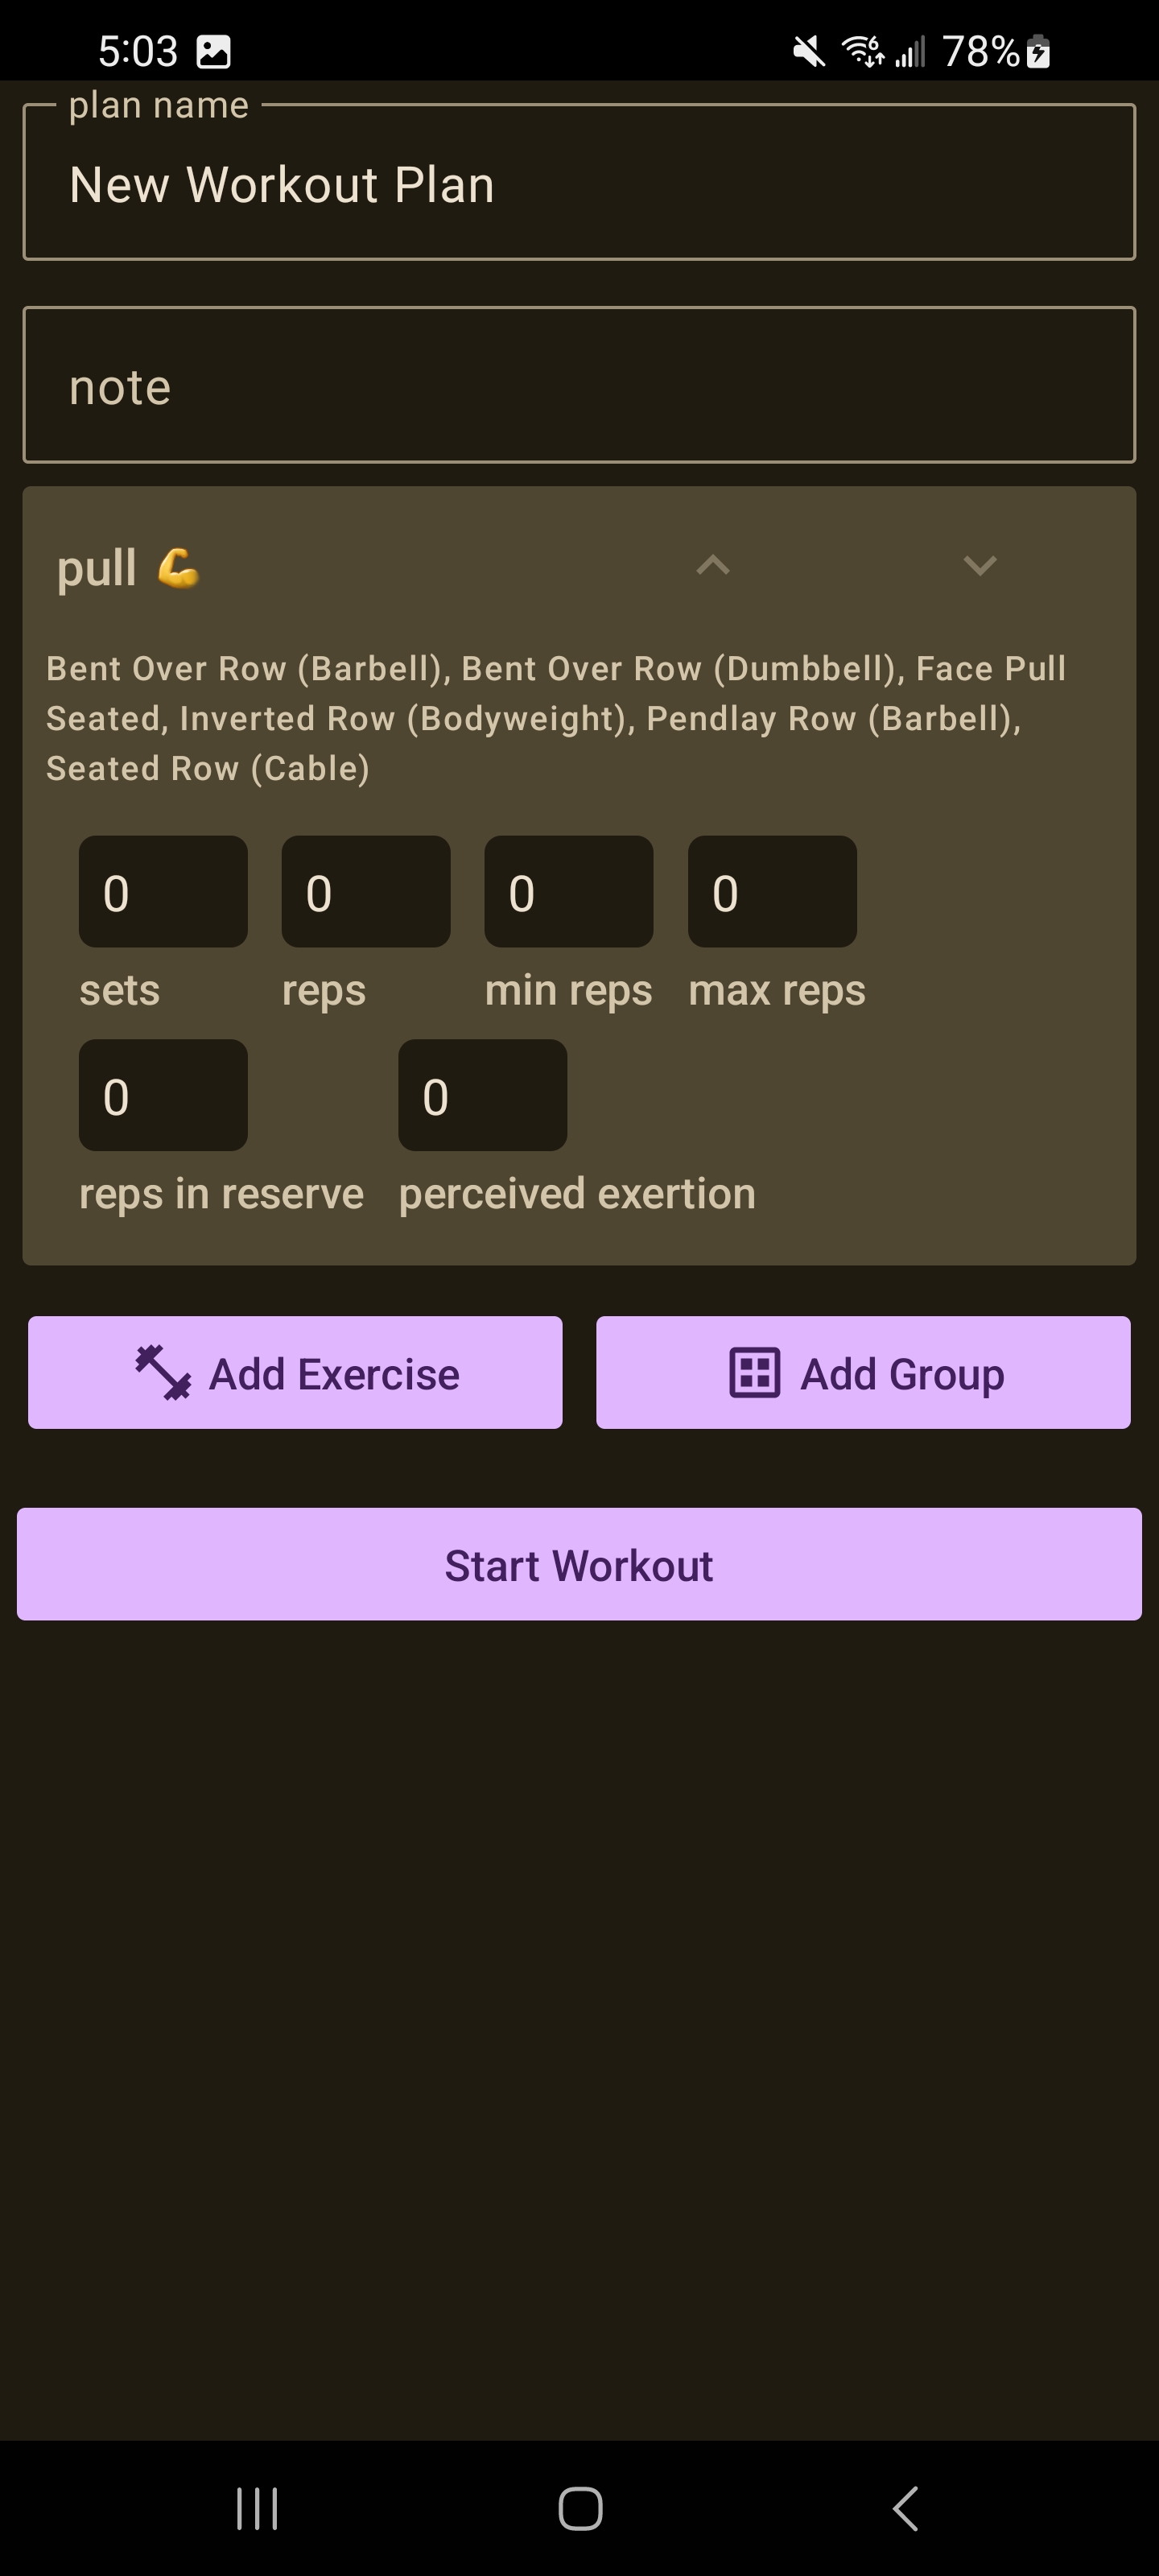 5:03 78%
plan name
New Workout Plan
note
pull 💪
Bent Over Row (Barbell), Bent Over Row (Dumbbell), Face Pull
Seated, Inverted Row (Bodyweight), Pendlay Row (Barbell),
Seated Row (Cable)
0 0 0 0
sets reps min reps max reps
0 0
reps in reserve perceived exertion
Add Exercise Add Group
Start Workout